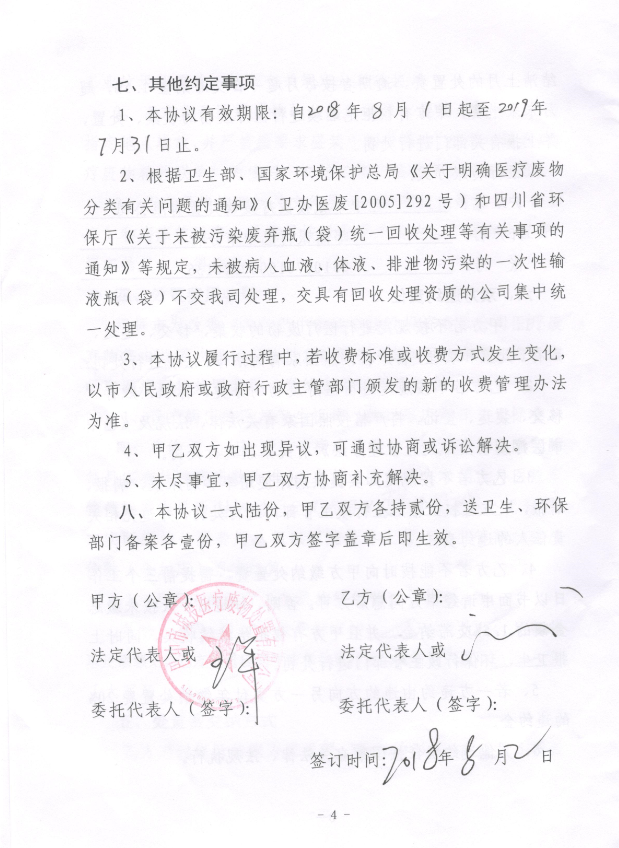 七、其他约定事项
1、本协议有效期限：自2018年8月1日起至2019年
7月31日止。
2、根据卫生部、国家环境保护总局《关于明确医疗废物
分类有关问题的通知》（卫办医废[2005]292号）和四川省环
保厅《关于未被污染废弃瓶（袋）统一回收处理等有关事项的
通知》等规定，未被病人血液、体液、排泄物污染的一次性输
液瓶（袋）不交我司处理，交具有回收处理资质的公司集中统
一处理。
3、本协议履行过程中，若收费标准或收费方式发生变化，
以市人民政府或政府行政主管部门颁发的新的收费管理办法
为准。
4、甲乙双方如出现异议，可通过协商或诉讼解决。
5、未尽事宜，甲乙双方协商补充解决。
八、本协议一式陆份，甲乙双方各持贰份，送卫生、环保
部门备案各壹份，甲乙双方签字盖章后即生效。
甲方（公章）：
乙方（公章）：
法定代表人或
法定代表人或
委托代表人（签字）：
委托代表人（签字）：
签订时间：2018年8月2日
- 4 -